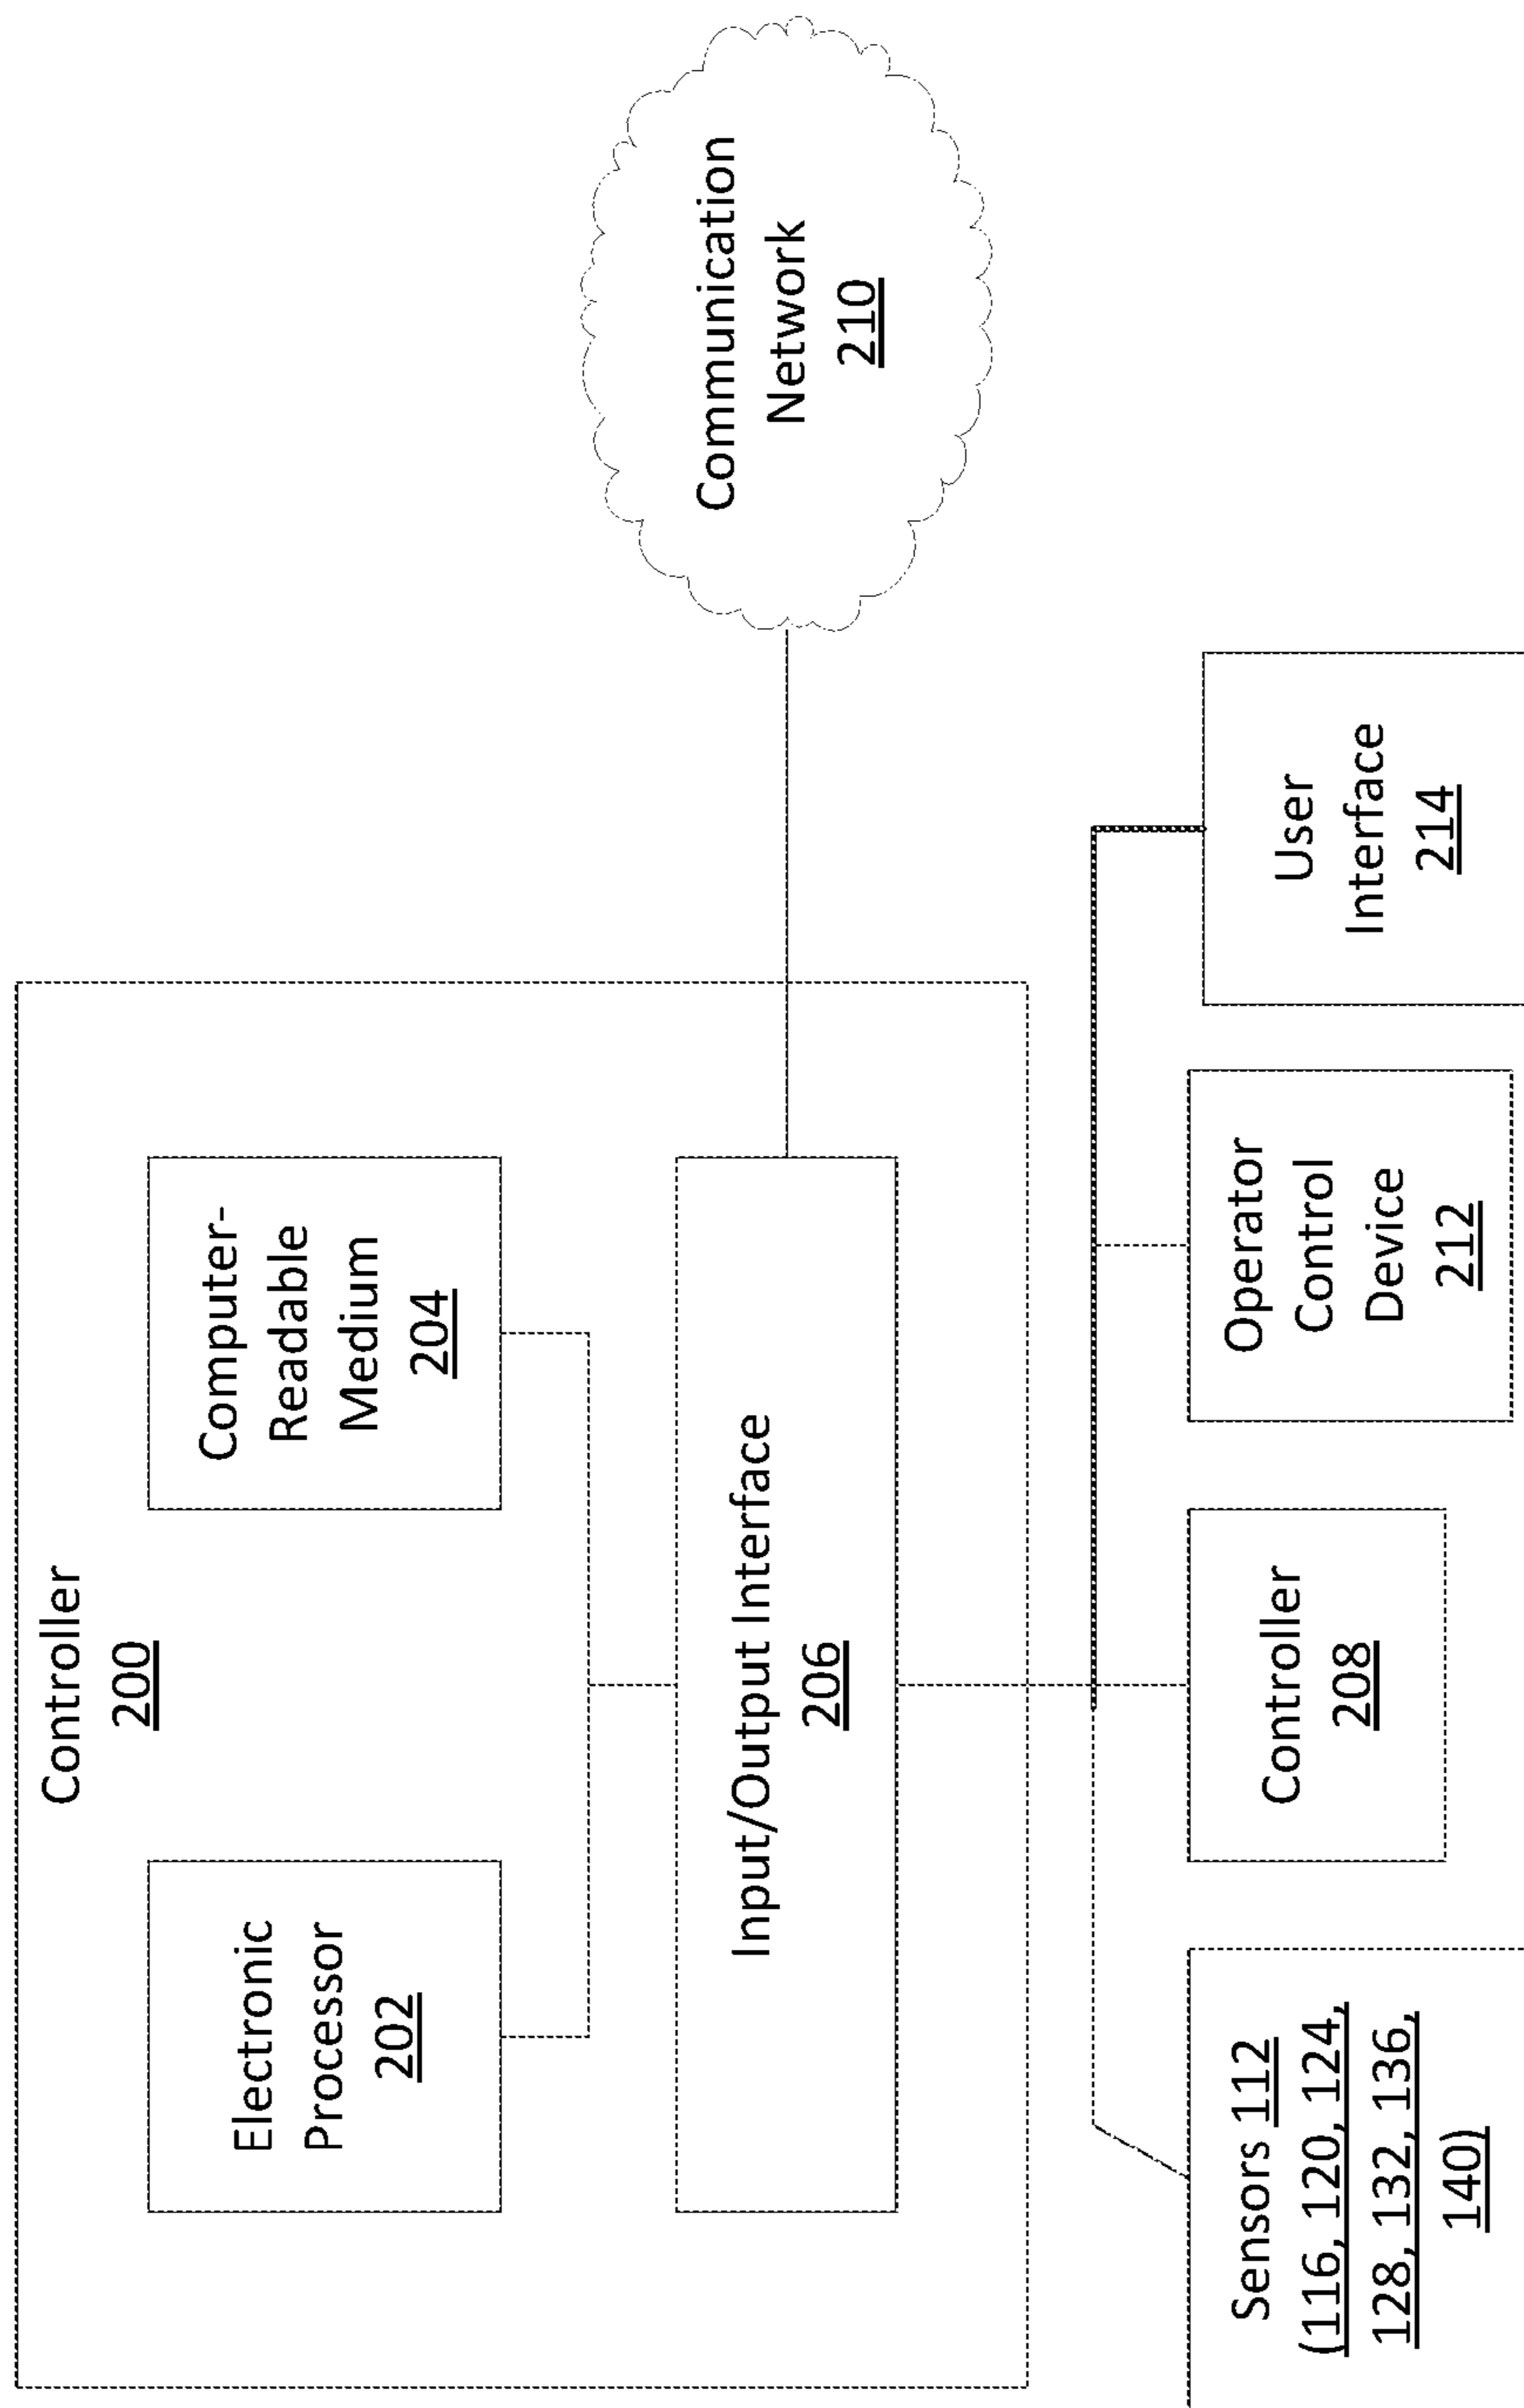 Controller
200
Electronic
Processor
202
Computer-
Readable
Medium
204
Input/Output Interface
206
Communication
Network
210
Sensors 112
(116, 120, 124,
128, 132, 136,
140)
Controller
208
Operator
Control
Device
212
User
Interface
214